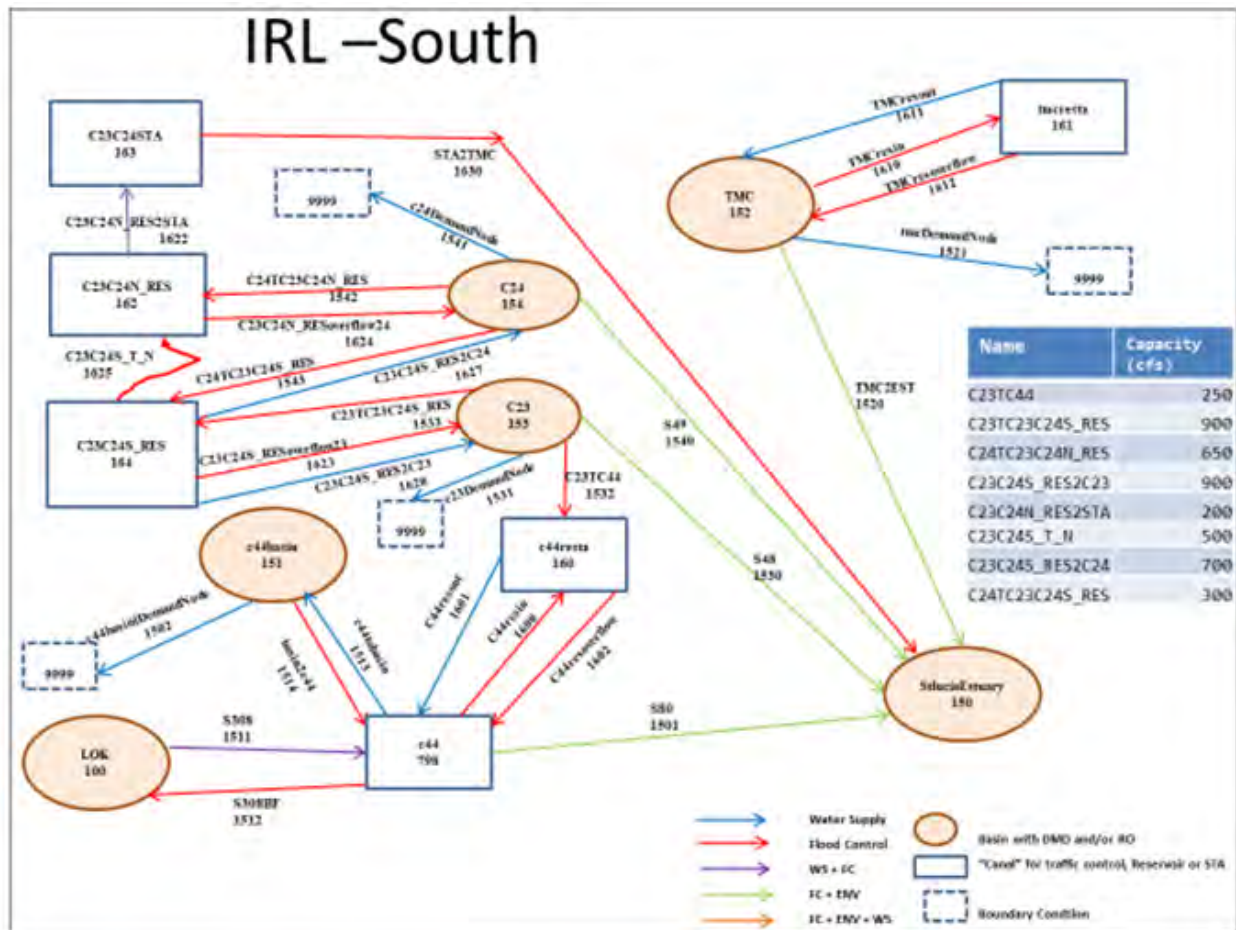 IRL –South
C23C24STA
163
STA2TMC
1630
TMCresout
1611
tmcresta
161
TMCresin
1610
TMCresoverflow
1612
TMC
152
tmcDemandNode
1521
9999
9999
c24DemandNode
1541
C23C24N_RES2STA
1622
C23C24N_RES
162
C24TC23C24N_RES
1542
C24
154
C23C24N_RESoverflow24
1624
C23C24S_T_N
1625
C24TC23C24S_RES
1543
C23C24S_RES2C24
1627
C23TC23C24S_RES
1533
C23
153
C23C24S_RES
164
C23C24S_RESoverflow23
1623
C23C24S_RES2C23
1628
c23DemandNode
1531
9999
C23TC44
1532
TMC2EST
1520
S49
1540
S48
1530
Name Capacity (cfs)
C23TC44 250
C23TC23C24S_RES 900
C24TC23C24N_RES 650
C23C24S_RES2C23 900
C23C24N_RES2STA 200
C23C24S_T_N 500
C23C24S_RES2C24 700
C24TC23C24S_RES 300
c44basin
151
c44resta
160
1502
9999
c44tobasin
1513
basin2c44
1514
C44resout
1601
C44resin
1600
C44resoverflow
1602
StlucieEstuary
150
S80
1501
S308
1511
LOK
100
c44
798
S308BF
1512
Water Supply
Flood Control
WS + FC
FC + ENV
FC + ENV + WS
Basin with DMD and/or RO
"Canal" for traffic control, Reservoir or STA
Boundary Condtion